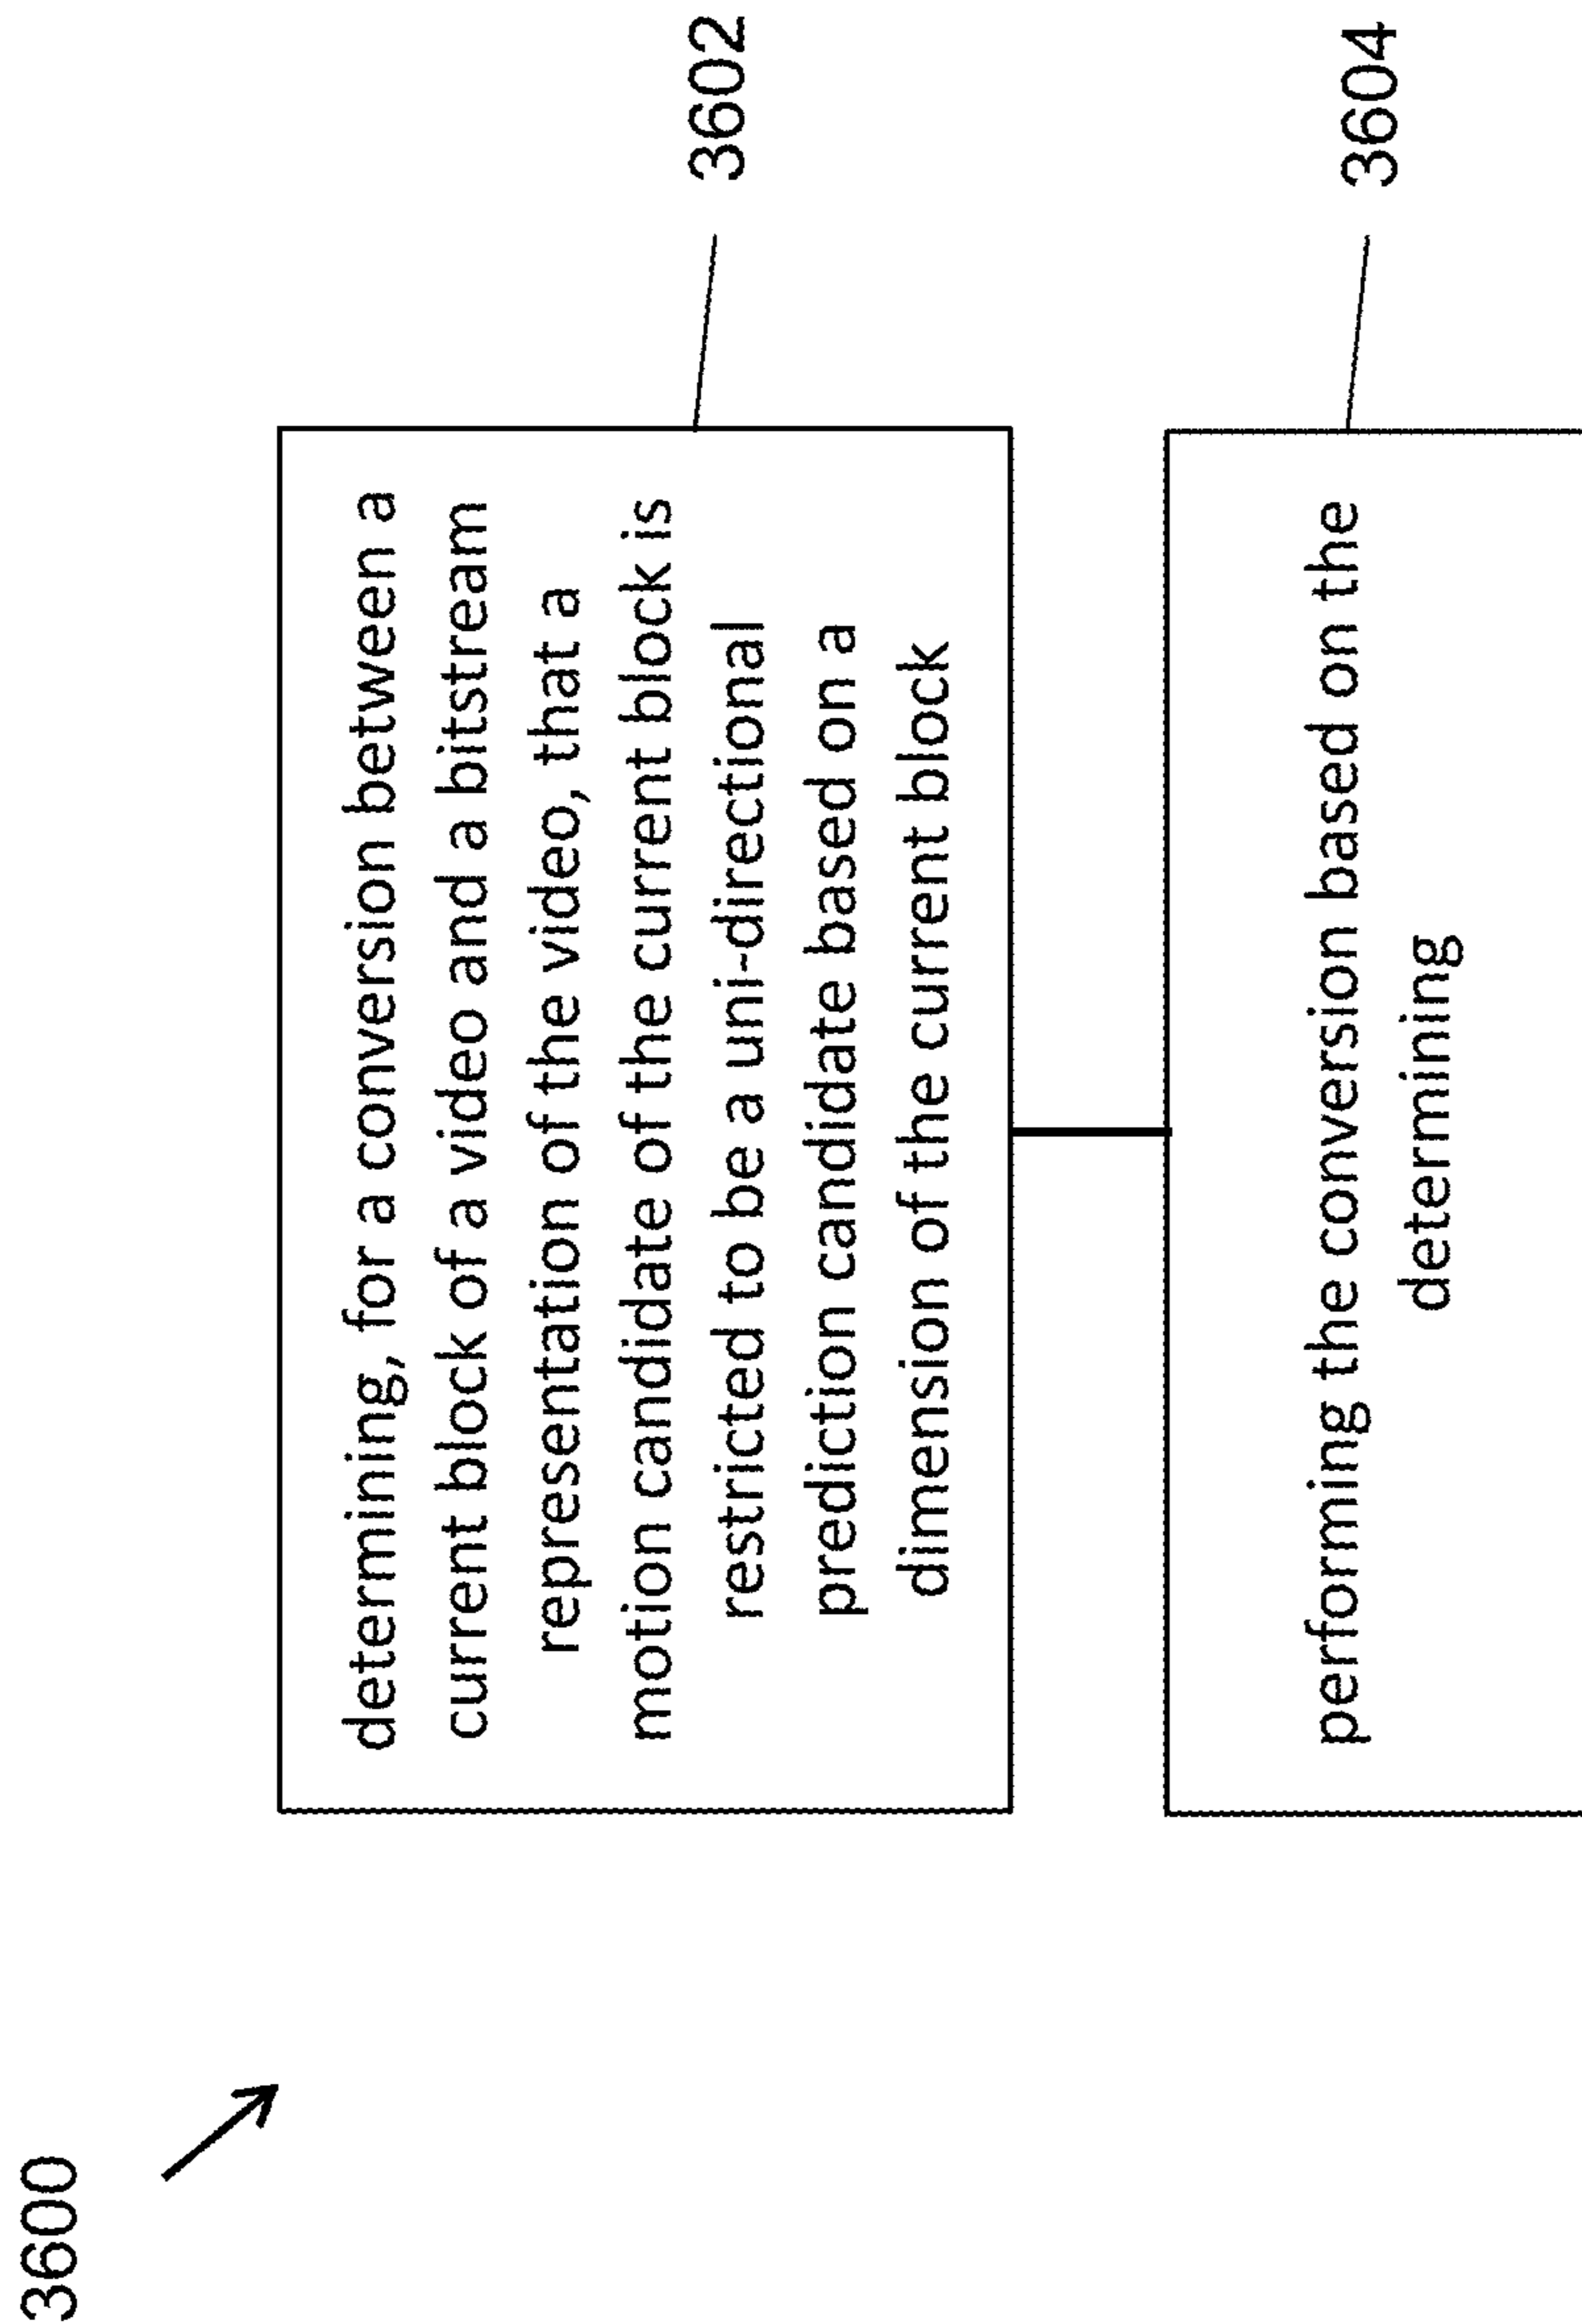 3600
determining, for a conversion between a
current block of a video and a bitstream
representation of the video, that a
motion candidate of the current block is
restricted to be a uni-directional
prediction candidate based on a
dimension of the current block
3602
performing the conversion based on the
determining
3604